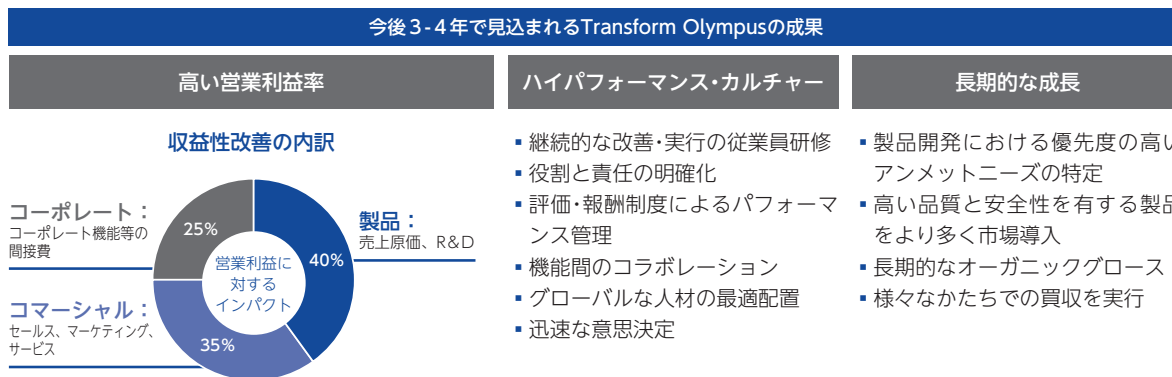 今後3-4年で見込まれるTransform Olympusの成果
高い営業利益率
収益性改善の内訳
コーポレート：
コーポレート機能等の
間接費
25%
営業利益に
対する
インパクト
40%
製品：
売上原価、R&D
コマーシャル：
セールス、マーケティング、
サービス
35%
ハイパフォーマンス・カルチャー
▪ 継続的な改善・実行の従業員研修
▪ 役割と責任の明確化
▪ 評価・報酬制度によるパフォーマ
ンス管理
▪ 機能間のコラボレーション
▪ グローバルな人材の最適配置
▪ 迅速な意思決定
長期的な成長
▪ 製品開発における優先度の高い
アンメットニーズの特定
▪ 高い品質と安全性を有する製品
をより多く市場導入
▪ 長期的なオーガニックグロース
▪ 様々なかたちでの買収を実行